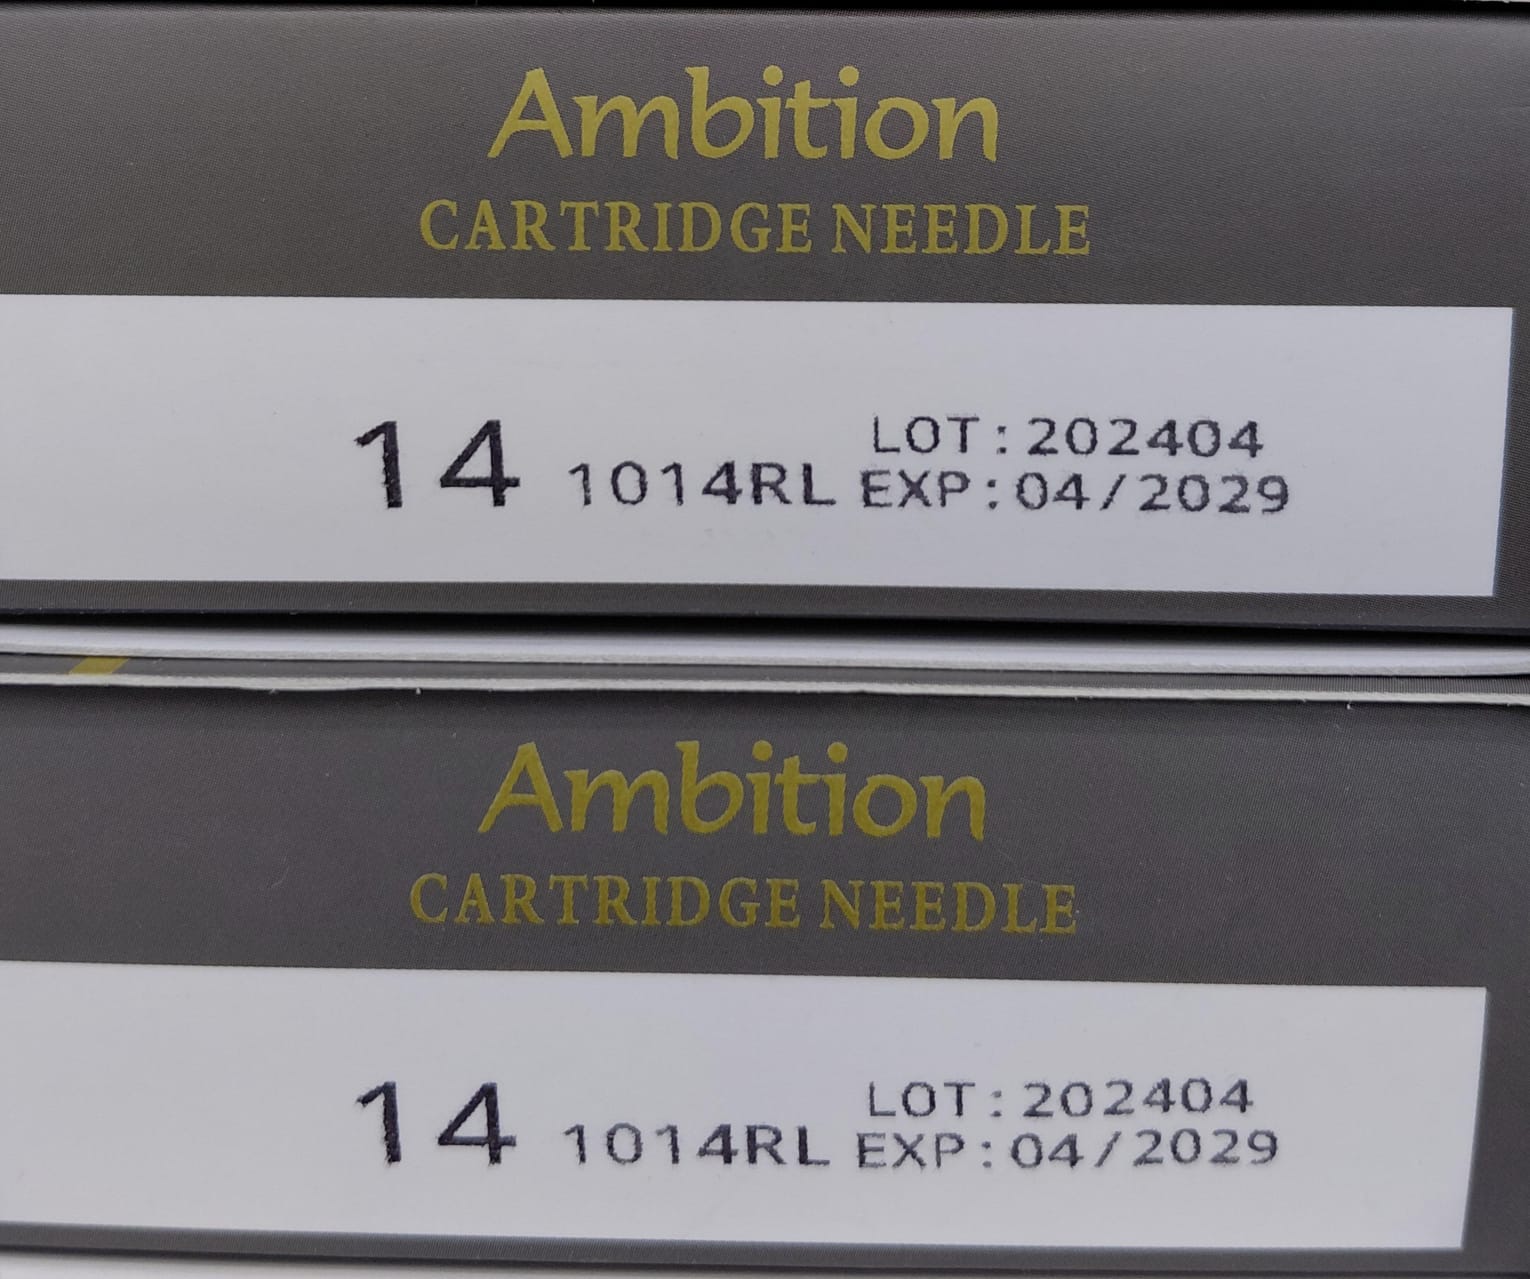 Ambition
CARTRIDGE NEEDLE
14 1014RL LOT:202404
EXP:04/2029
Ambition
CARTRIDGE NEEDLE
14 1014RL LOT:202404
EXP:04/2029